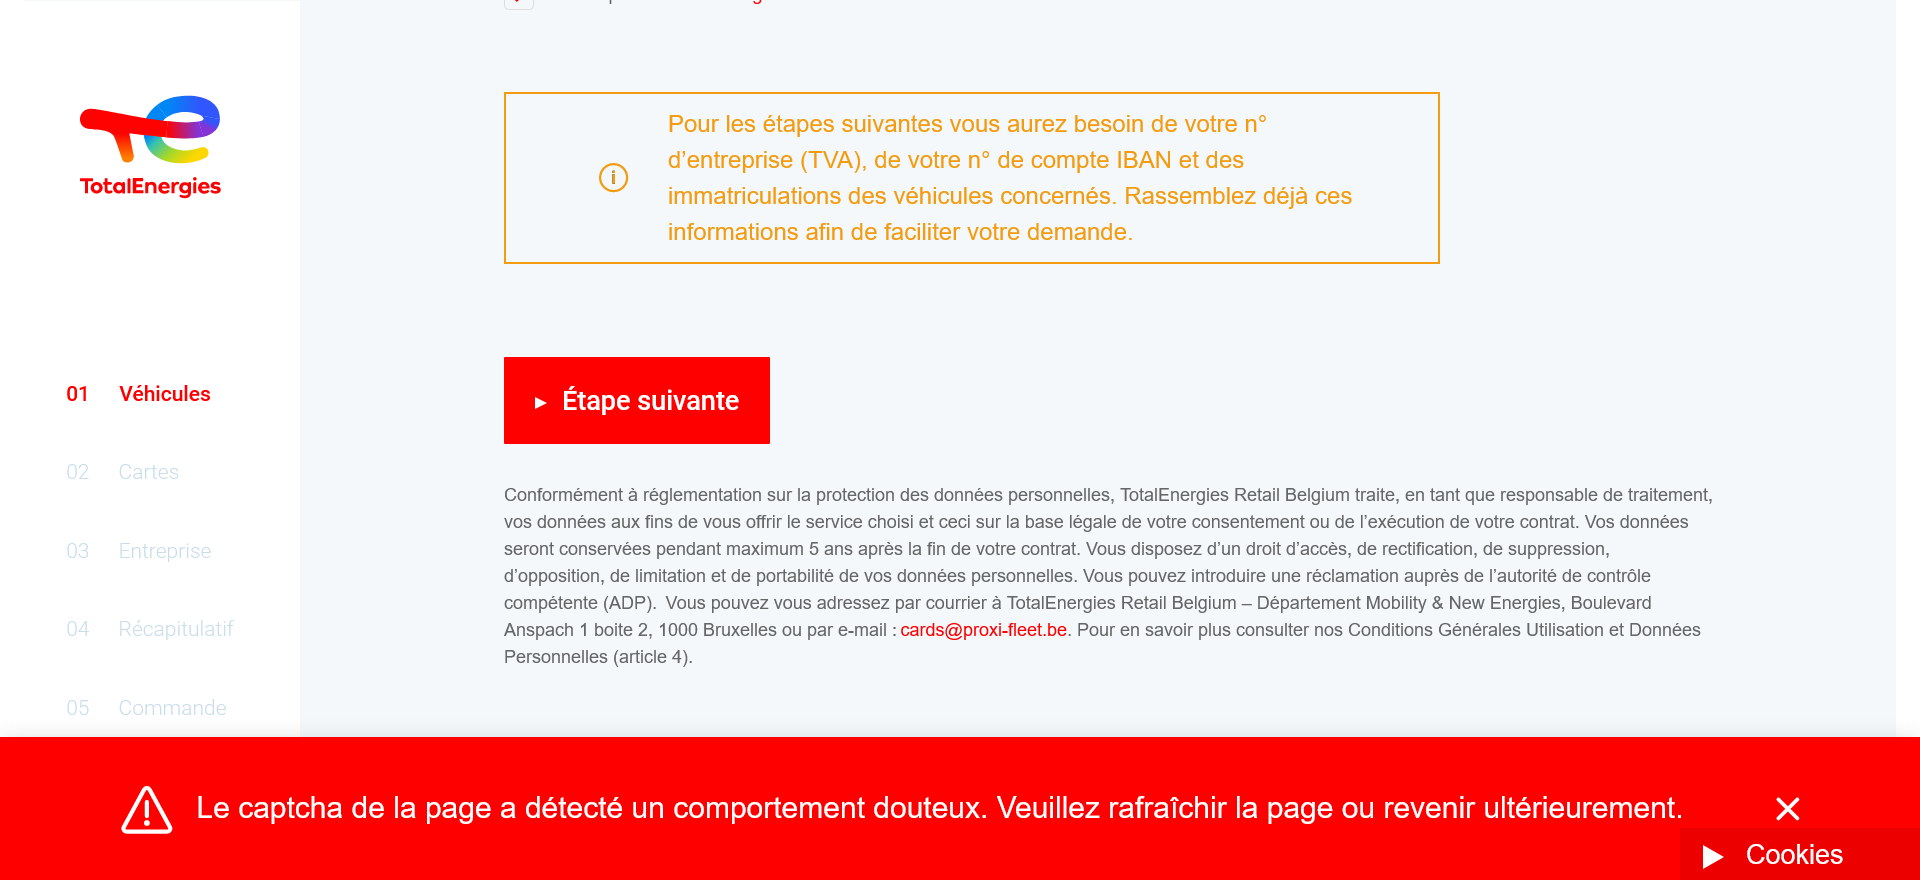 TotalEnergies
01 Véhicules
02 Cartes
03 Entreprise
04 Récapitulatif
05 Commande
Pour les étapes suivantes vous aurez besoin de votre n°
d’entreprise (TVA), de votre n° de compte IBAN et des
immatriculations des véhicules concernés. Rassemblez déjà ces
informations afin de faciliter votre demande.
Étape suivante
Conformément à réglementation sur la protection des données personnelles, TotalEnergies Retail Belgium traite, en tant que responsable de traitement,
vos données aux fins de vous offrir le service choisi et ceci sur la base légale de votre consentement ou de l’exécution de votre contrat. Vos données
seront conservées pendant maximum 5 ans après la fin de votre contrat. Vous disposez d’un droit d’accès, de rectification, de suppression,
d’opposition, de limitation et de portabilité de vos données personnelles. Vous pouvez introduire une réclamation auprès de l’autorité de contrôle
compétente (ADP).  Vous pouvez vous adressez par courrier à TotalEnergies Retail Belgium – Département Mobility & New Energies, Boulevard
Anspach 1 boite 2, 1000 Bruxelles ou par e-mail : cards@proxi-fleet.be. Pour en savoir plus consulter nos Conditions Générales Utilisation et Données
Personnelles (article 4).
Le captcha de la page a détecté un comportement douteux. Veuillez rafraîchir la page ou revenir ultérieurement.
Cookies